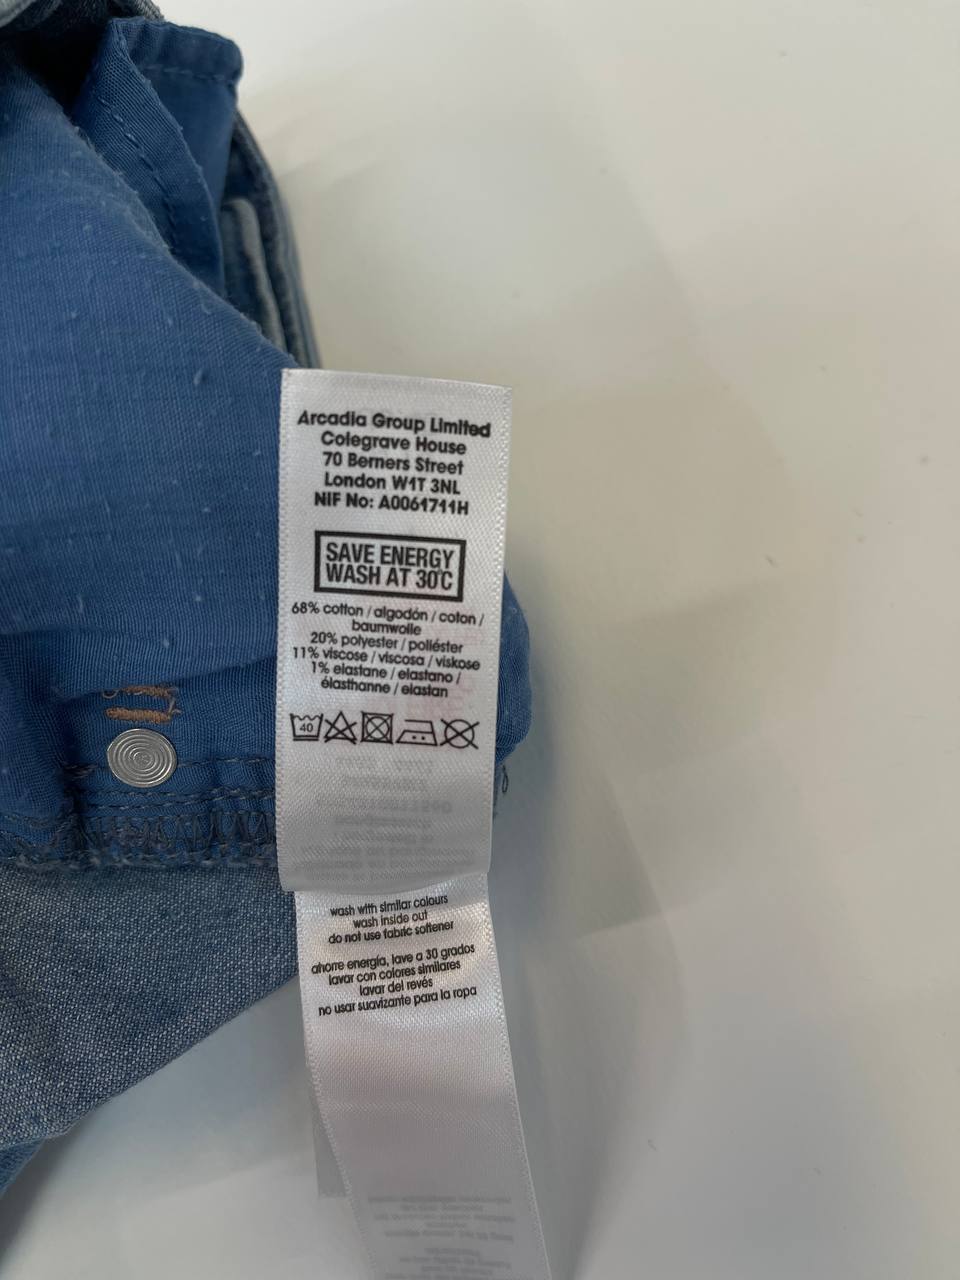 Arcadia Group Limited
Colegrave House
70 Berners Street
London W1T 3NL
NIF No: A0061711H
SAVE ENERGY
WASH AT 30°C
68% cotton / algodón / coton /
baumwolle
20% polyester / poliéster
11% viscose / viscosa / viskose
1% elastane / elastano /
élasthanne / elastan
40
wash with similar colours
wash inside out
do not use fabric softener
ahorre energía, lave a 30 grados
lavar con colores similares
lavar del revés
no usar suavizante para la ropa